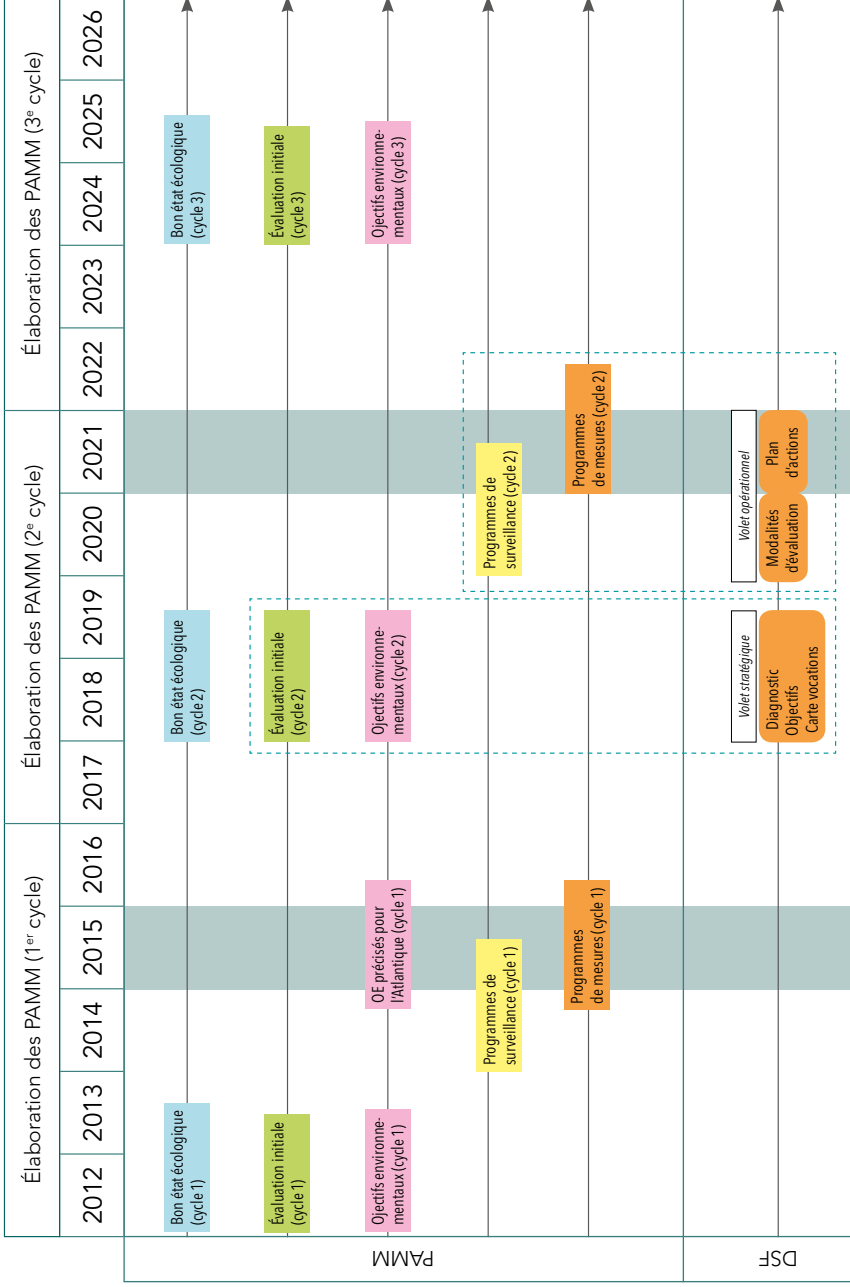 Élaboration des PAMM (1er cycle)
Élaboration des PAMM (2e cycle)
Élaboration des PAMM (3e cycle)
2012
2013
2014
2015
2016
2017
2018
2019
2020
2021
2022
2023
2024
2025
2026
PAMM
Bon état écologique
(cycle 1)
Bon état écologique
(cycle 2)
Bon état écologique
(cycle 3)
Évaluation initiale
(cycle 1)
Évaluation initiale
(cycle 2)
Évaluation initiale
(cycle 3)
Ojectifs environne-
mentaux (cycle 1)
OE précisés pour
l'Atlantique (cycle 1)
Ojectifs environne-
mentaux (cycle 2)
Ojectifs environne-
mentaux (cycle 3)
Programmes de
surveillance (cycle 1)
Programmes de
surveillance (cycle 2)
Programmes
de mesures (cycle 1)
Programmes
de mesures (cycle 2)
DSF
Volet stratégique
Diagnostic
Objectifs
Carte vocations
Volet opérationnel
Modalités
d'évaluation
Plan
d'actions